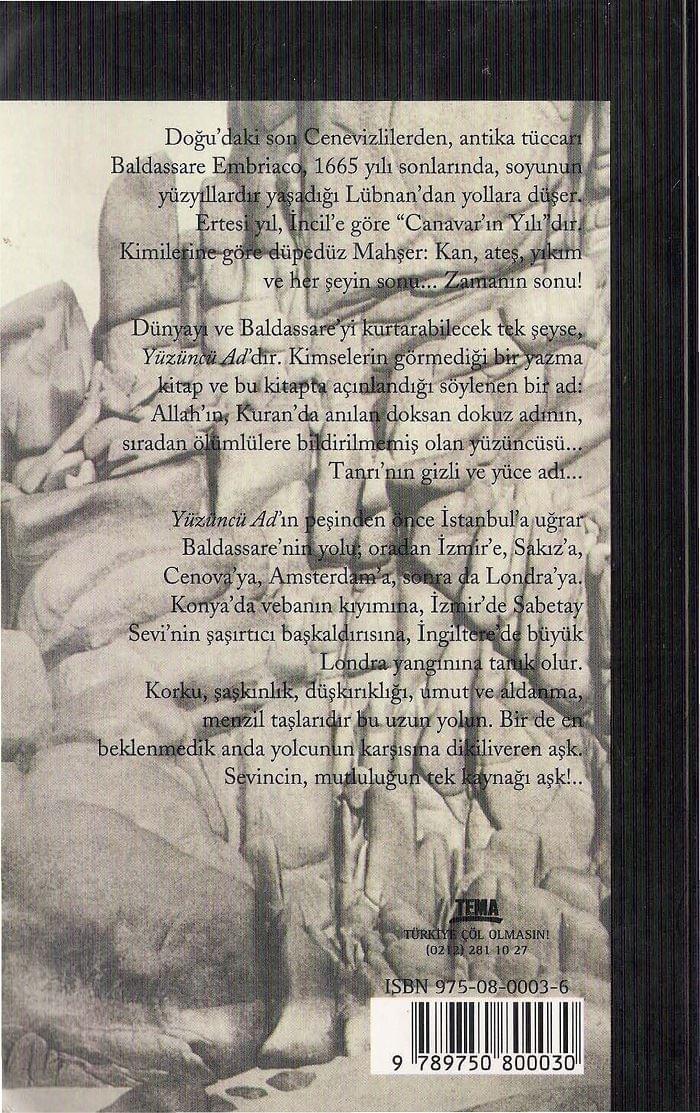 Doğu'daki son Cenevizlilerden, antika tüccarı
Baldassare Embriaco, 1665 yılı sonlarında, soyunun
yüzyıllardır yaşadığı Lübnan'dan yollara düşer.
Ertesi yıl, İncil'e göre "Canavar'ın Yılı"dır.
Kimilerine göre düpedüz Mahşer: Kan, ateş, yıkım
ve her şeyin sonu... Zamanın sonu!
Dünyayı ve Baldassare'yi kurtarabilecek tek şeyse,
Yüzüncü Ad'dır. Kimselerin görmediği bir yazma
kitap ve bu kitapta açınlandığı söylenen bir ad:
Allah'ın, Kuran'da anılan doksan dokuz adının,
sıradan ölümlülere bildirilmemiş olan yüzüncüsü...
Tanrı'nın gizli ve yüce adı...
Yüzüncü Ad'ın peşinden önce İstanbul'a uğrar
Baldassare'nin yolu; oradan İzmir'e, Sakız'a,
Cenova'ya, Amsterdam'a, sonra da Londra'ya.
Konya'da vebanın kıyımına, İzmir'de Sabetay
Sevi'nin şaşırtıcı başkaldırısına, İngiltere'de büyük
Londra yangınına tanık olur.
Korku, şaşkınlık, düşkırıklığı, umut ve aldanma,
menzil taşlarıdır bu uzun yolun. Bir de en
beklenmedik anda yolcunun karşısına dikiliveren aşk.
Sevincin, mutluluğun tek kaynağı aşk!..
TEMA
TÜRKİYE ÇÖL OLMASIN!
(0212) 281 10 27
ISBN 975-08-0003-6
9 789750 800030